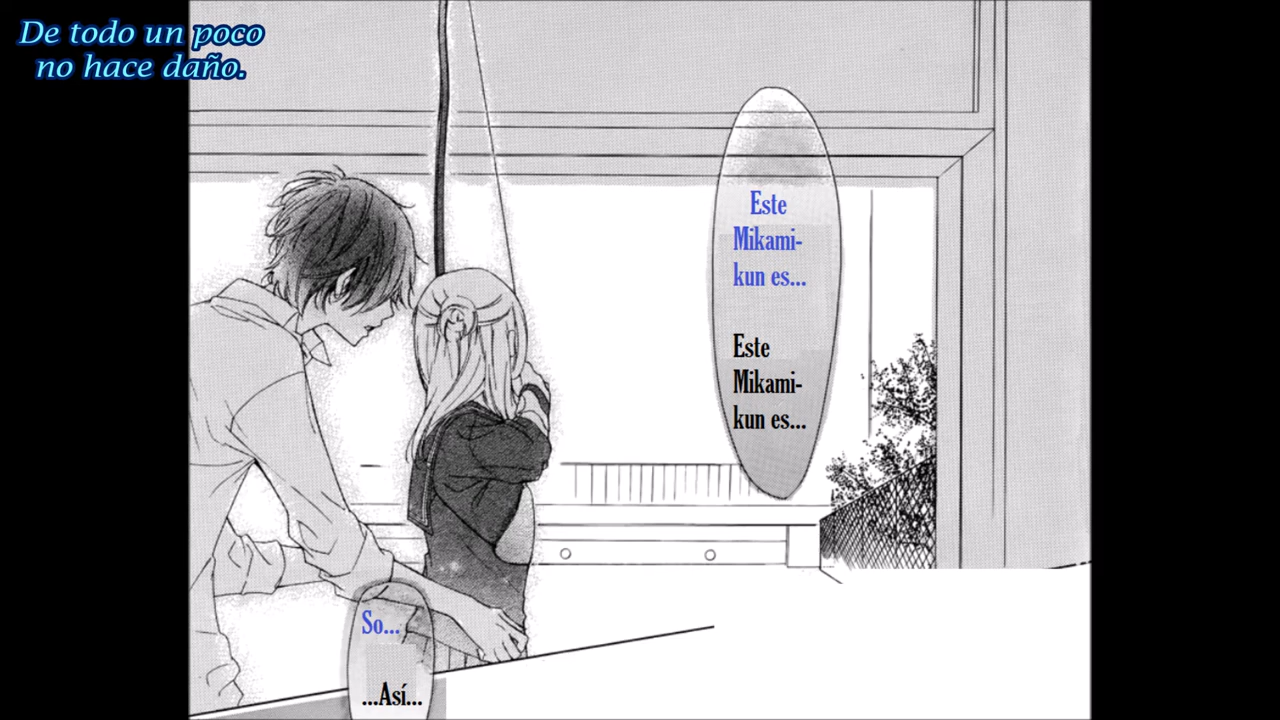 De todo un poco
no hace daño.
Este
Mikami-
kun es...
Este
Mikami-
kun es...
So...
...Así...